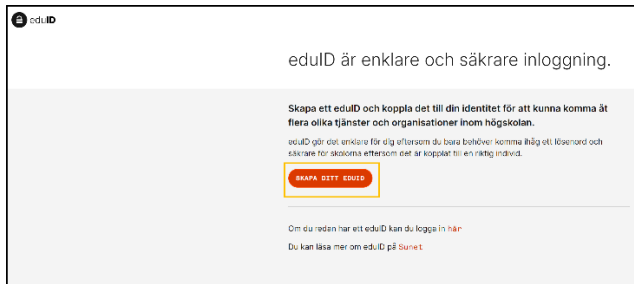 eduID
eduID är enklare och säkrare inloggning.
Skapa ett eduID och koppla det till din identitet för att kunna komma åt
flera olika tjänster och organisationer inom högskolan.
eduID gör det enklare för dig eftersom du bara behöver komma ihåg ett lösenord och
säkrare för skolorna eftersom det är kopplat till en riktig individ.
SKAPA DITT EDUID
Om du redan har ett eduID kan du logga in här
Du kan läsa mer om eduID på Sunet